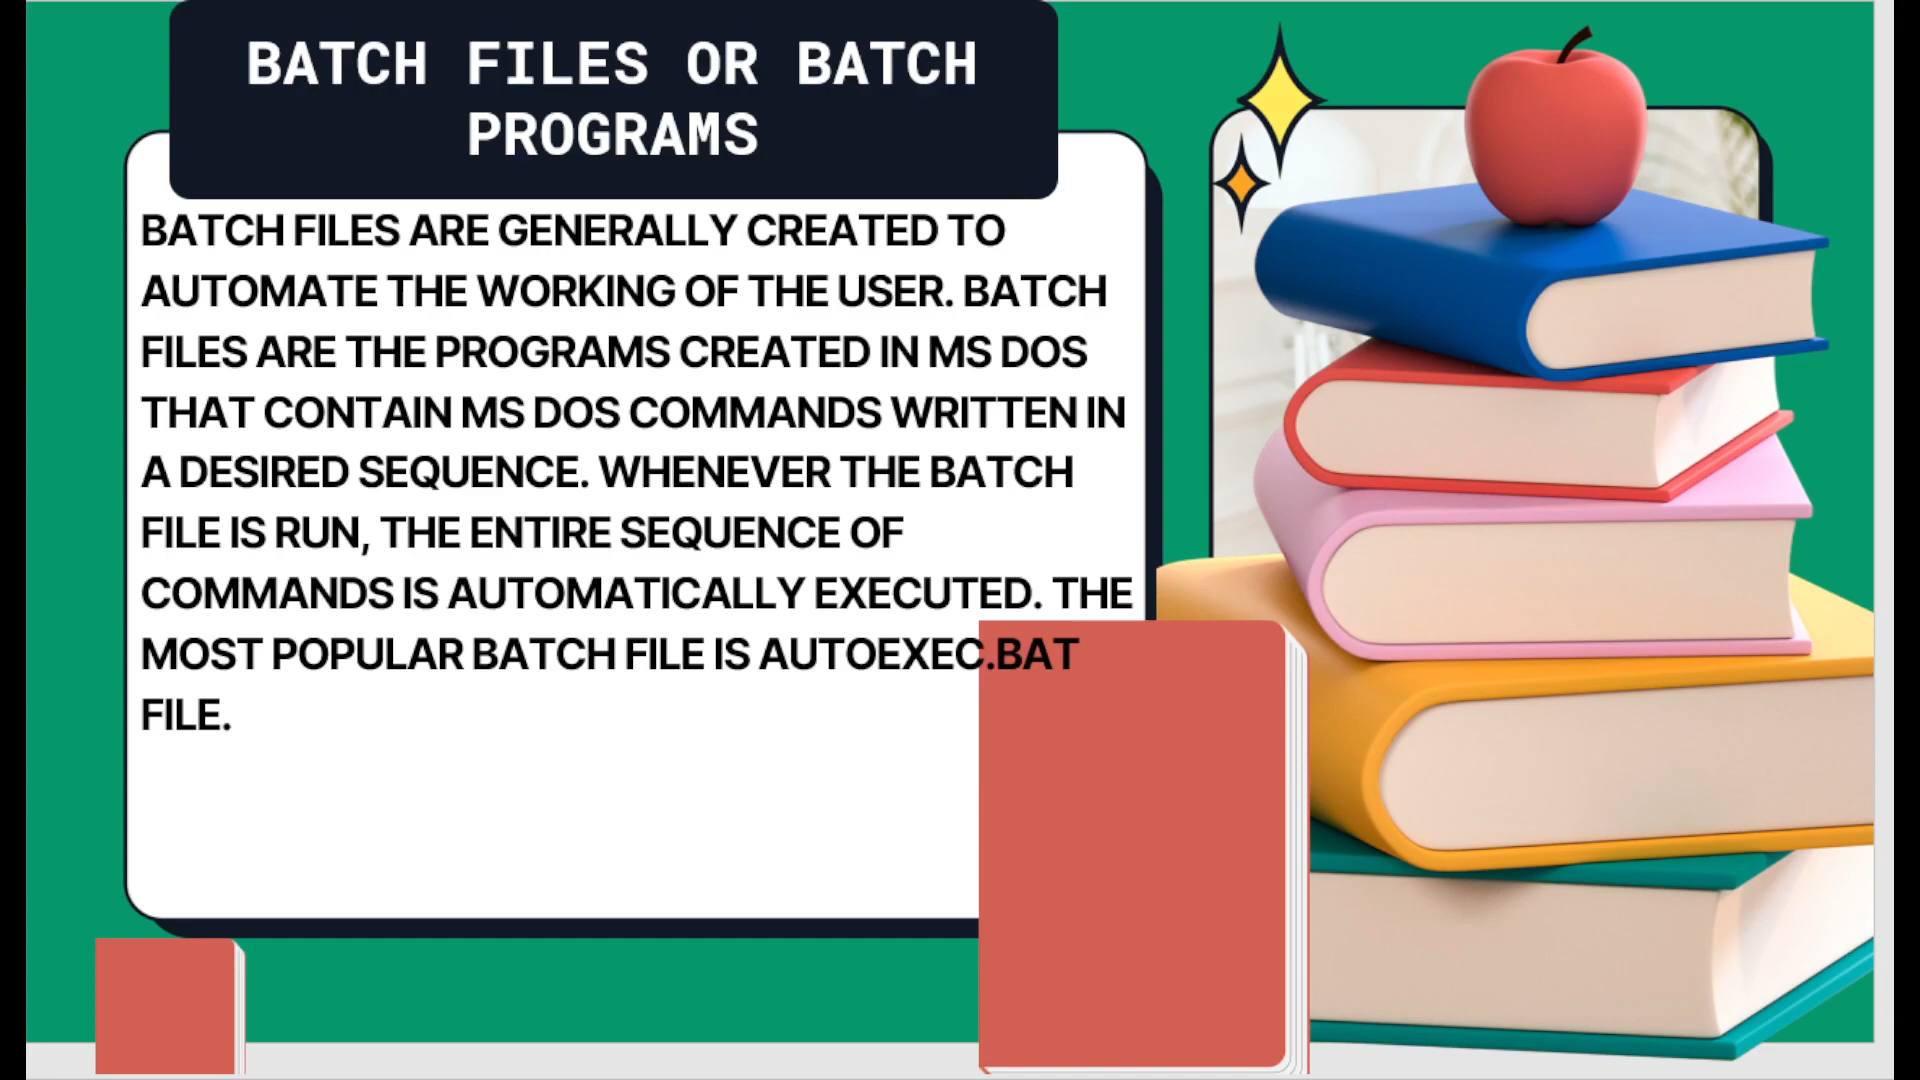 BATCH FILES OR BATCH
PROGRAMS
BATCH FILES ARE GENERALLY CREATED TO
AUTOMATE THE WORKING OF THE USER. BATCH
FILES ARE THE PROGRAMS CREATED IN MS DOS
THAT CONTAIN MS DOS COMMANDS WRITTEN IN
A DESIRED SEQUENCE. WHENEVER THE BATCH
FILE IS RUN, THE ENTIRE SEQUENCE OF
COMMANDS IS AUTOMATICALLY EXECUTED. THE
MOST POPULAR BATCH FILE IS AUTOEXEC.BAT
FILE.